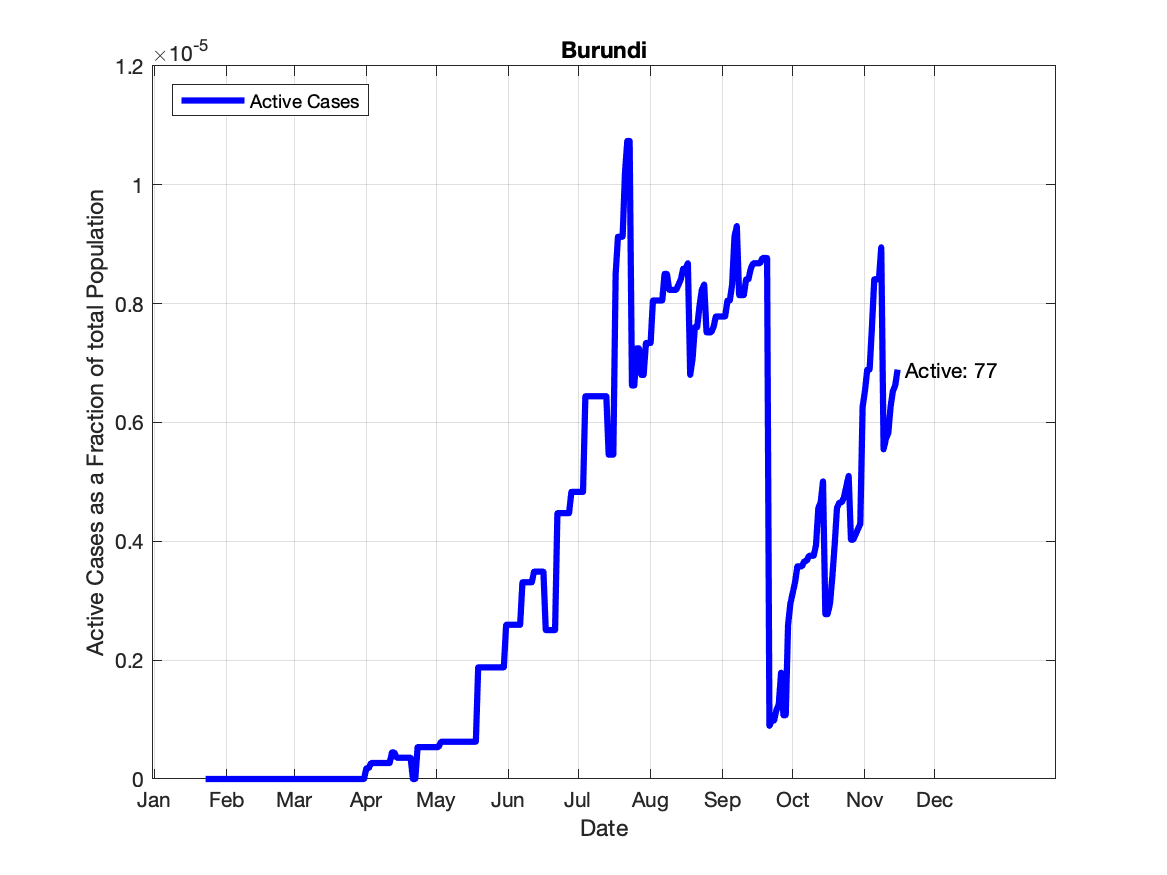 Burundi
×10-5
Active Cases
1.2
1
0.8
0.6
0.4
0.2
0
Active Cases as a Fraction of total Population
Active: 77
Jan Feb Mar Apr May Jun Jul Aug Sep Oct Nov Dec
Date